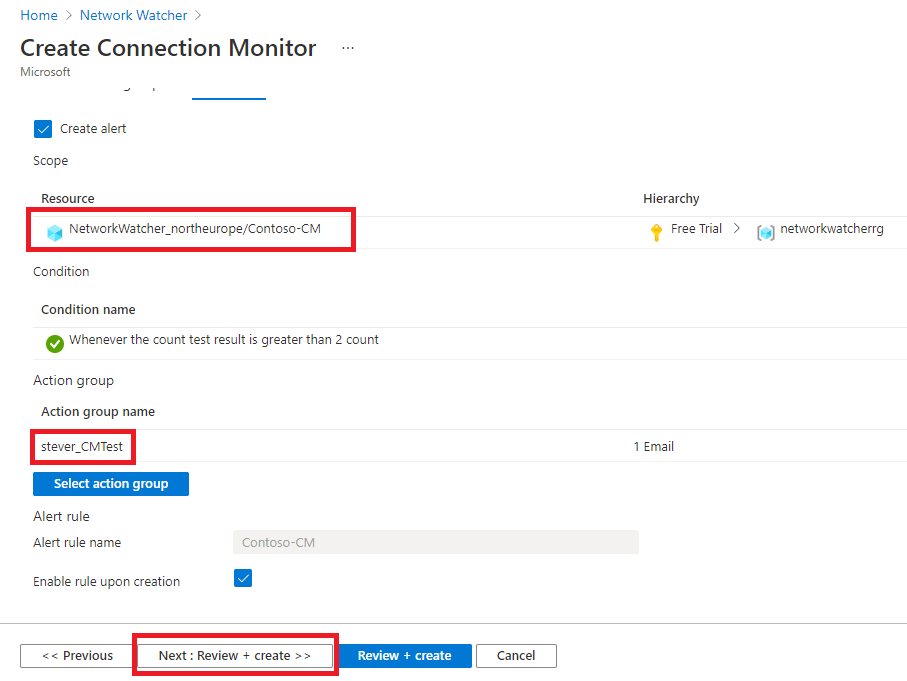 Home > Network Watcher >
Create Connection Monitor ...
Microsoft
Create alert
Scope
Resource Hierarchy
NetworkWatcher_northeurope/Contoso-CM Free Trial > networkwatcherrg
Condition
Condition name
Whenever the count test result is greater than 2 count
Action group
Action group name
stever_CMTest 1 Email
Select action group
Alert rule
Alert rule name Contoso-CM
Enable rule upon creation
<< Previous Next : Review + create >> Review + create Cancel